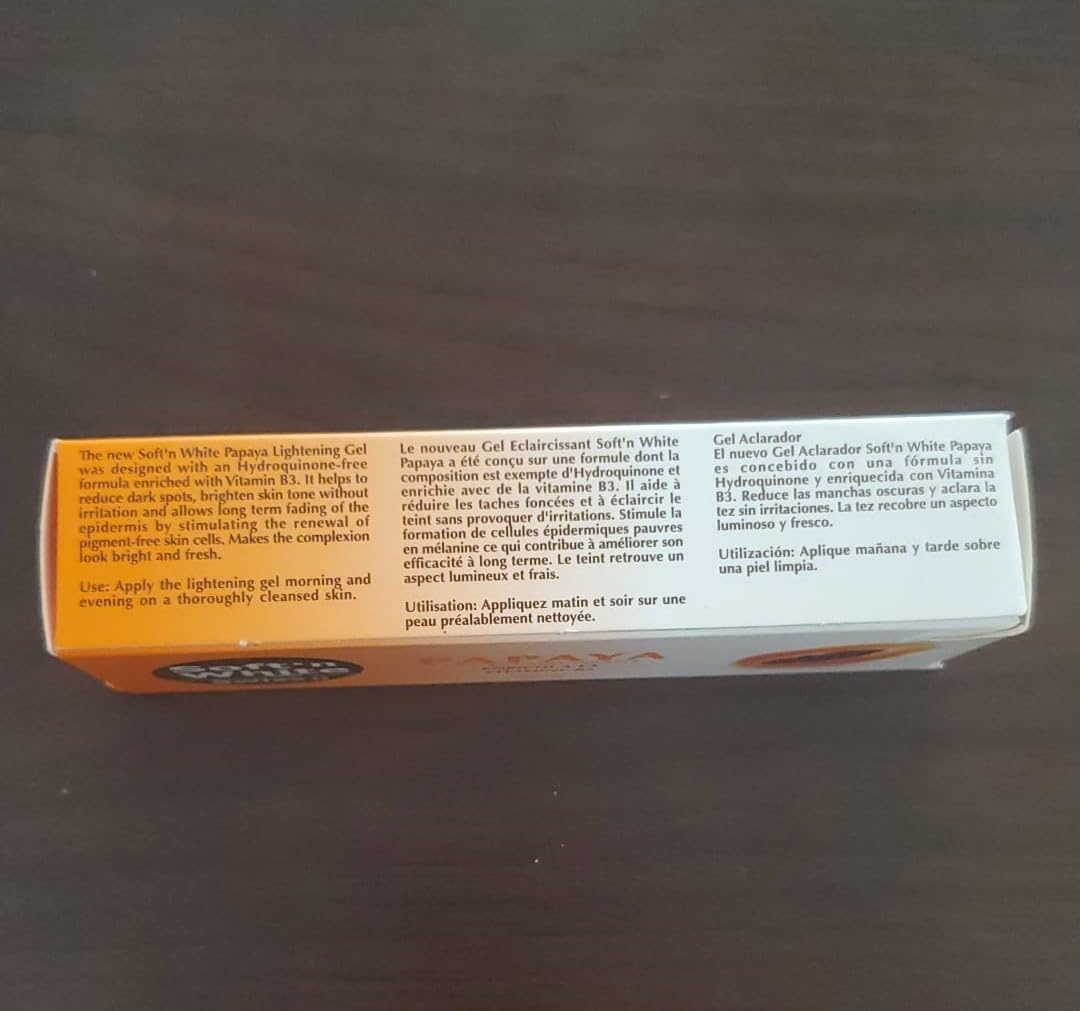 The new Soft'n White Papaya Lightening Gel
was designed with an Hydroquinone-free
formula enriched with Vitamin B3. It helps to
reduce dark spots, brighten skin tone without
irritation and allows long term fading of the
epidermis by stimulating the renewal of
pigment-free skin cells. Makes the complexion
look bright and fresh.
Use: Apply the lightening gel morning and
evening on a thoroughly cleansed skin.
Le nouveau Gel Eclaircissant Soft'n White
Papaya a été conçu sur une formule dont la
composition est exempte d'Hydroquinone et
enrichie avec de la vitamine B3. Il aide à
réduire les taches foncées et à éclaircir le
teint sans provoquer d'irritations. Stimule la
formation de cellules épidermiques pauvres
en mélanine ce qui contribue à améliorer son
efficacité à long terme. Le teint retrouve un
aspect lumineux et frais.
Utilisation: Appliquez matin et soir sur une
peau préalablement nettoyée.
Gel Aclarador
El nuevo Gel Aclarador Soft'n White Papaya
es concebido con una fórmula sin
Hydroquinone y enriquecida con Vitamina
B3. Reduce las manchas oscuras y aclara la
tez sin irritaciones. La tez recobre un aspecto
luminoso y fresco.
Utilización: Aplique mañana y tarde sobre
una piel limpia.
Soft'n
White
PAPAYA